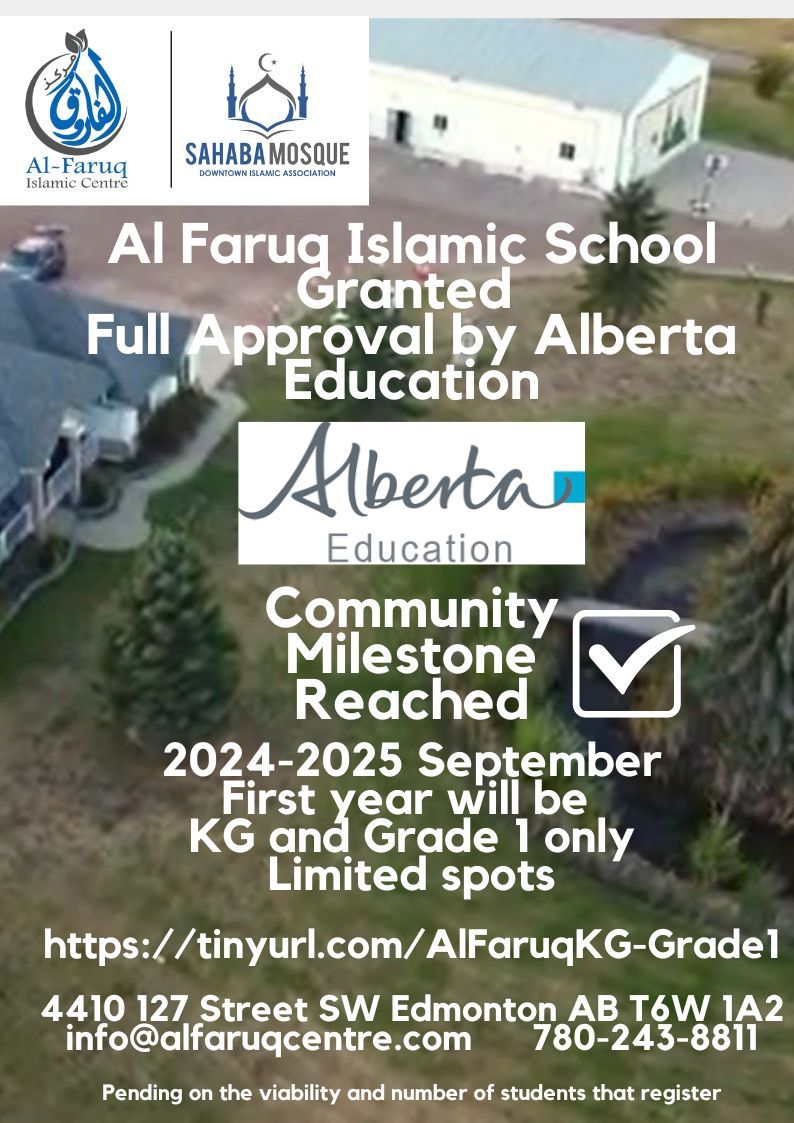 مركز
الفاروق
Al-Faruq
Islamic Centre
SAHABA MOSQUE
DOWNTOWN ISLAMIC ASSOCIATION
Al Faruq Islamic School
Granted
Full Approval by Alberta
Education
Alberta
Education
Community
Milestone
Reached
2024-2025 September
First year will be
KG and Grade 1 only
Limited spots
https://tinyurl.com/AlFaruqKG-Grade1
4410 127 Street SW Edmonton AB T6W 1A2
info@alfaruqcentre.com 780-243-8811
Pending on the viability and number of students that register